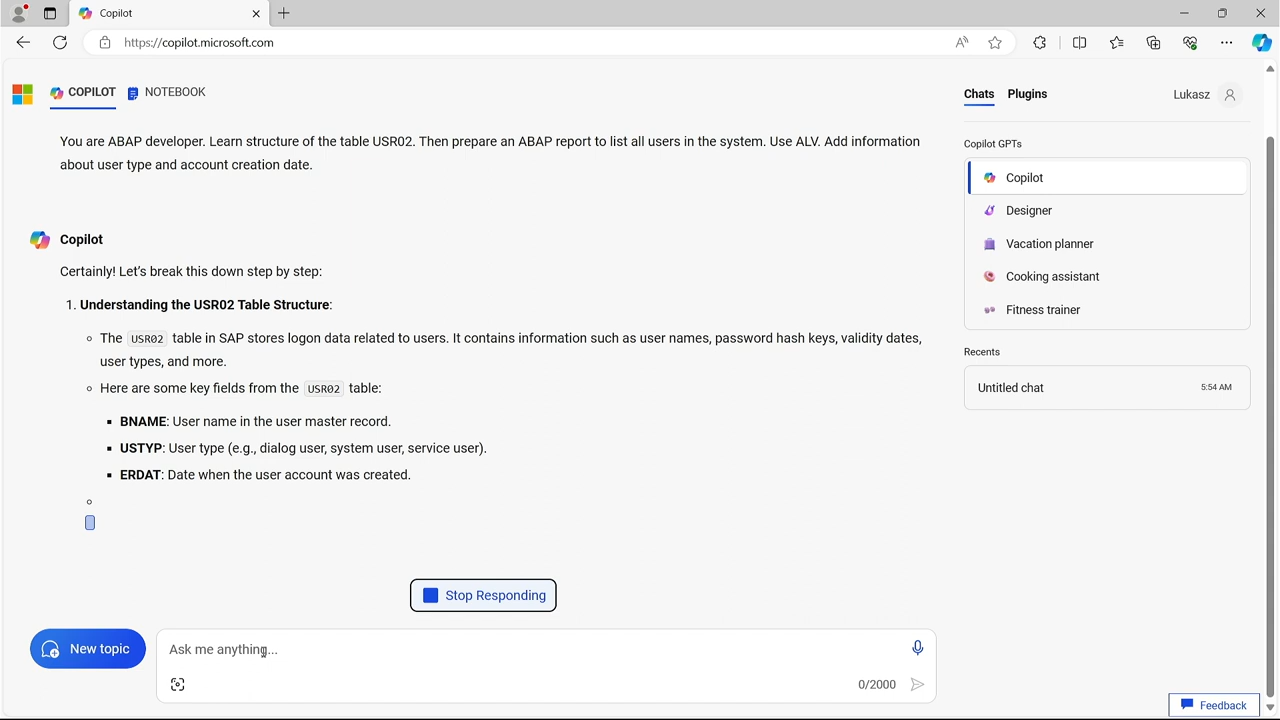 Copilot
https://copilot.microsoft.com
COPILOT
NOTEBOOK
You are ABAP developer. Learn structure of the table USR02. Then prepare an ABAP report to list all users in the system. Use ALV. Add information
about user type and account creation date.
Copilot
Certainly! Let’s break this down step by step:
1. Understanding the USR02 Table Structure:
The USR02 table in SAP stores logon data related to users. It contains information such as user names, password hash keys, validity dates,
user types, and more.
Here are some key fields from the USR02 table:
BNAME: User name in the user master record.
USTYP: User type (e.g., dialog user, system user, service user).
ERDAT: Date when the user account was created.
Stop Responding
New topic
Ask me anything...
0/2000
Chats
Plugins
Lukasz
Copilot GPTs
Copilot
Designer
Vacation planner
Cooking assistant
Fitness trainer
Recents
Untitled chat
5:54 AM
Feedback